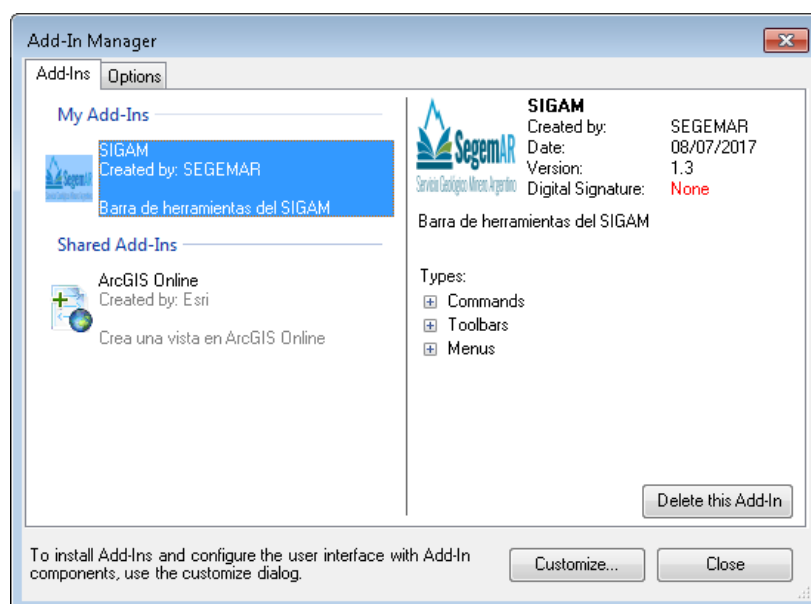 Add-In Manager
Add-Ins
Options
My Add-Ins
SIGAM
Created by: SEGEMAR
Barra de herramientas del SIGAM
Shared Add-Ins
ArcGIS Online
Created by: Esri
Crea una vista en ArcGIS Online
SegemAR
Servicio Geológico Minero Argentino
SIGAM
Created by: SEGEMAR
Date: 08/07/2017
Version: 1.3
Digital Signature: None
Barra de herramientas del SIGAM
Types:
Commands
Toolbars
Menus
Delete this Add-In
To install Add-Ins and configure the user interface with Add-In
components, use the customize dialog.
Customize...
Close